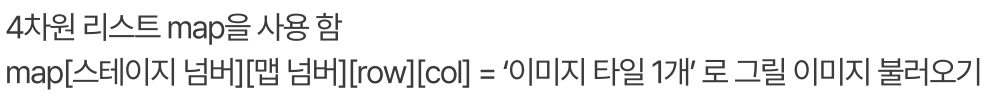 4차원 리스트 map을 사용 함
map[스테이지 넘버][맵 넘버][row][col] = ‘이미지 타일 1개’ 로 그릴 이미지 불러오기